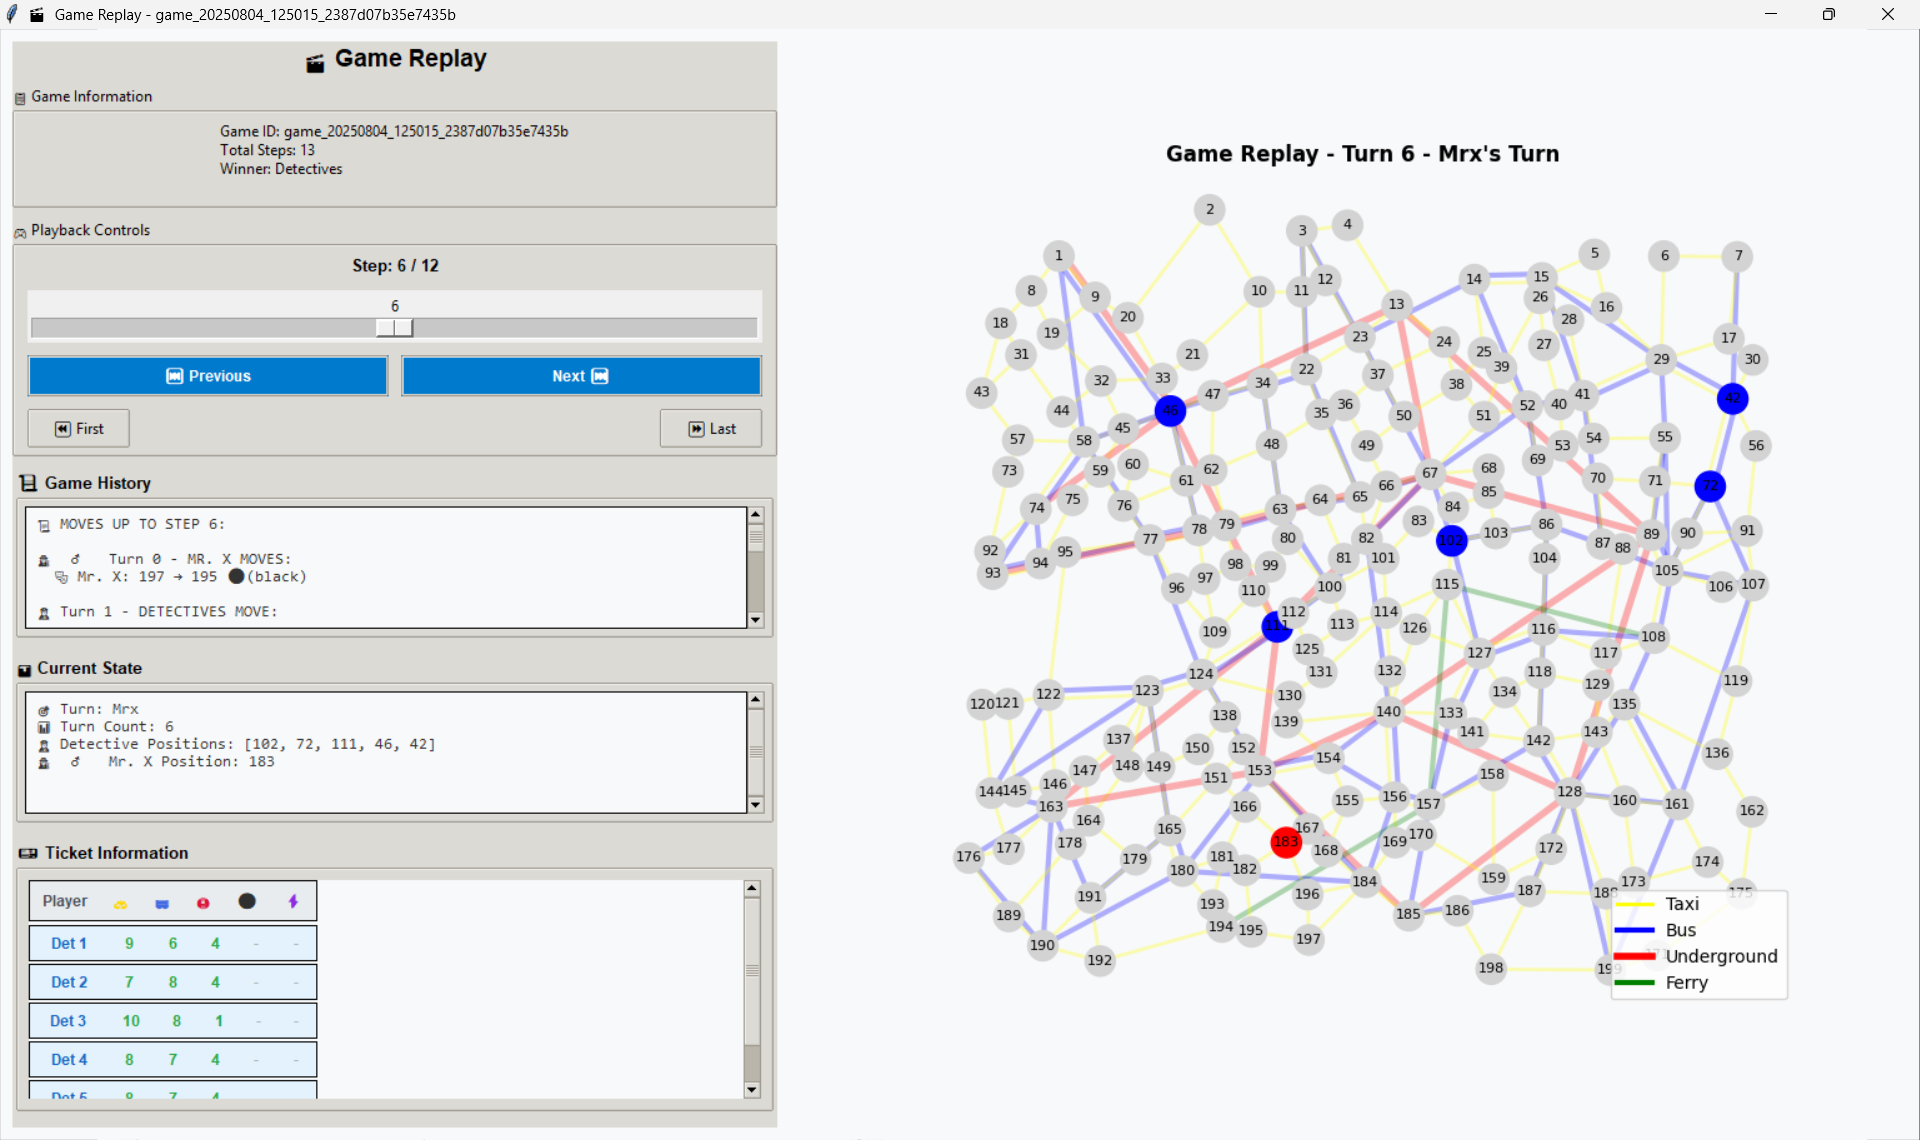 Game Replay - game_20250804_125015_2387d07b35e7435b
Game Replay
Game Information
Game ID: game_20250804_125015_2387d07b35e7435b
Total Steps: 13
Winner: Detectives
Playback Controls
Step: 6 / 12
6
Previous
Next
First
Last
Game History
MOVES UP TO STEP 6:
♂ Turn 0 - MR. X MOVES:
Mr. X: 197 → 195 (black)
Turn 1 - DETECTIVES MOVE:
Current State
Turn: Mrx
Turn Count: 6
Detective Positions: [102, 72, 111, 46, 42]
♂ Mr. X Position: 183
Ticket Information
Player
Det 1 9 6 4 - -
Det 2 7 8 4 - -
Det 3 10 8 1 - -
Det 4 8 7 4 - -
Det 5 8 7 4
Game Replay - Turn 6 - Mrx's Turn
2
3 4
1 5 6 7
8 9 10 11 12 13 14 15 26 16
18 19 20 23 24 28 17
31 21 22 37 25 39 27 29 30
43 32 33 34 47 35 36 38 50 51 52 40 41 42
44 45 46
57 58 48 49 53 54 55 56
73 59 60 61 62 67 68 69 70 71 72
74 75 76 63 64 65 66 85 84
92 93 94 95 77 78 79 80 82 83 102 103 86 87 88 89 90 91
96 97 98 99 100 81 101 104 105 106 107
109 110 111 112 113 114 115 126 116 108
125 131 132 127 117 118 119
120 121 122 123 124 130 139 138 140 133 134 129 135
137 150 152 154 141 142 143 136
147 148 149 151 153 158
144 145 146 163 166 155 156 157 128 160 161 162
164 165 167 169 170
176 177 178 179 180 181 182 183 168 172 174
189 191 193 196 184 159 187 188 173 175
190 192 194 195 197 185 186
198 199 171
Taxi
Bus
Underground
Ferry